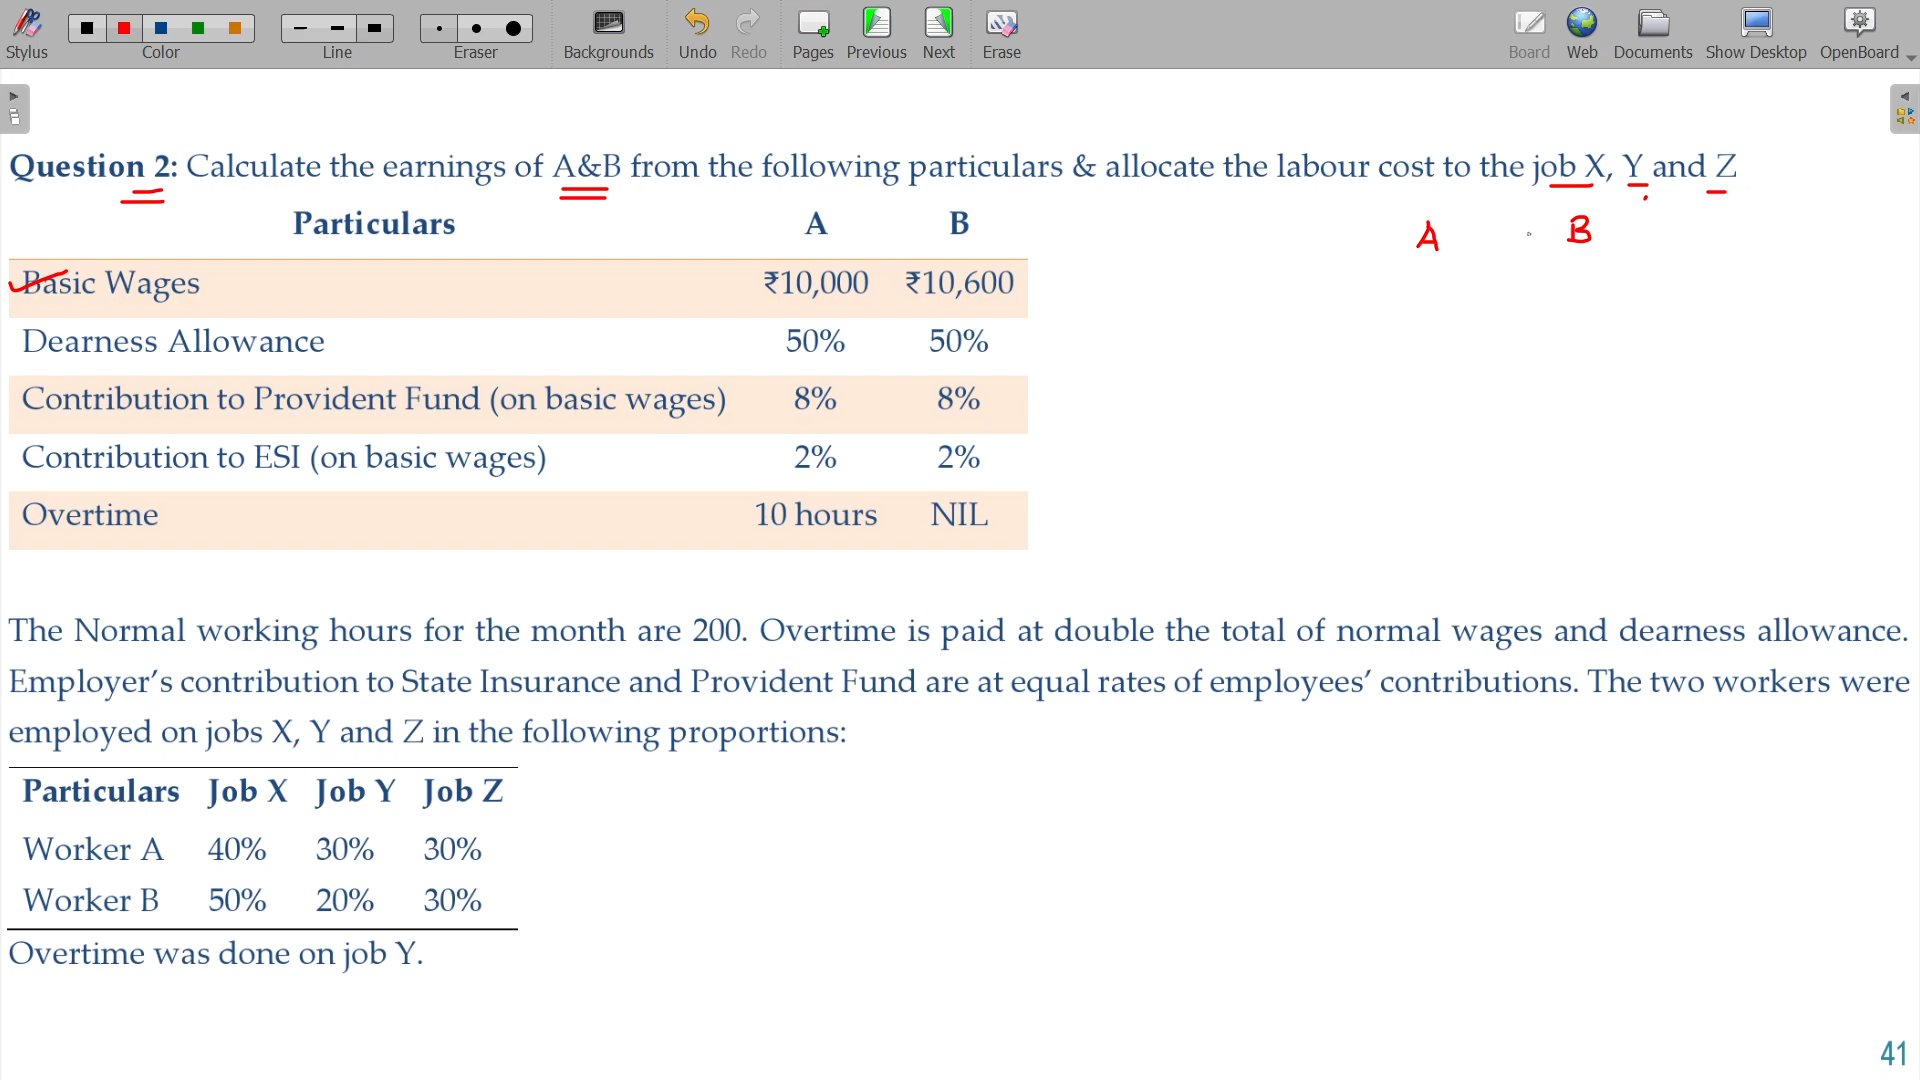 Stylus Color Line Eraser Backgrounds Undo Redo Pages Previous Next Erase Board Web Documents Show Desktop OpenBoard
Question 2: Calculate the earnings of A&B from the following particulars & allocate the labour cost to the job X, Y and Z
Particulars A B
A B
Basic Wages ₹10,000 ₹10,600
Dearness Allowance 50% 50%
Contribution to Provident Fund (on basic wages) 8% 8%
Contribution to ESI (on basic wages) 2% 2%
Overtime 10 hours NIL
The Normal working hours for the month are 200. Overtime is paid at double the total of normal wages and dearness allowance.
Employer’s contribution to State Insurance and Provident Fund are at equal rates of employees’ contributions. The two workers were
employed on jobs X, Y and Z in the following proportions:
Particulars Job X Job Y Job Z
Worker A 40% 30% 30%
Worker B 50% 20% 30%
Overtime was done on job Y.
41